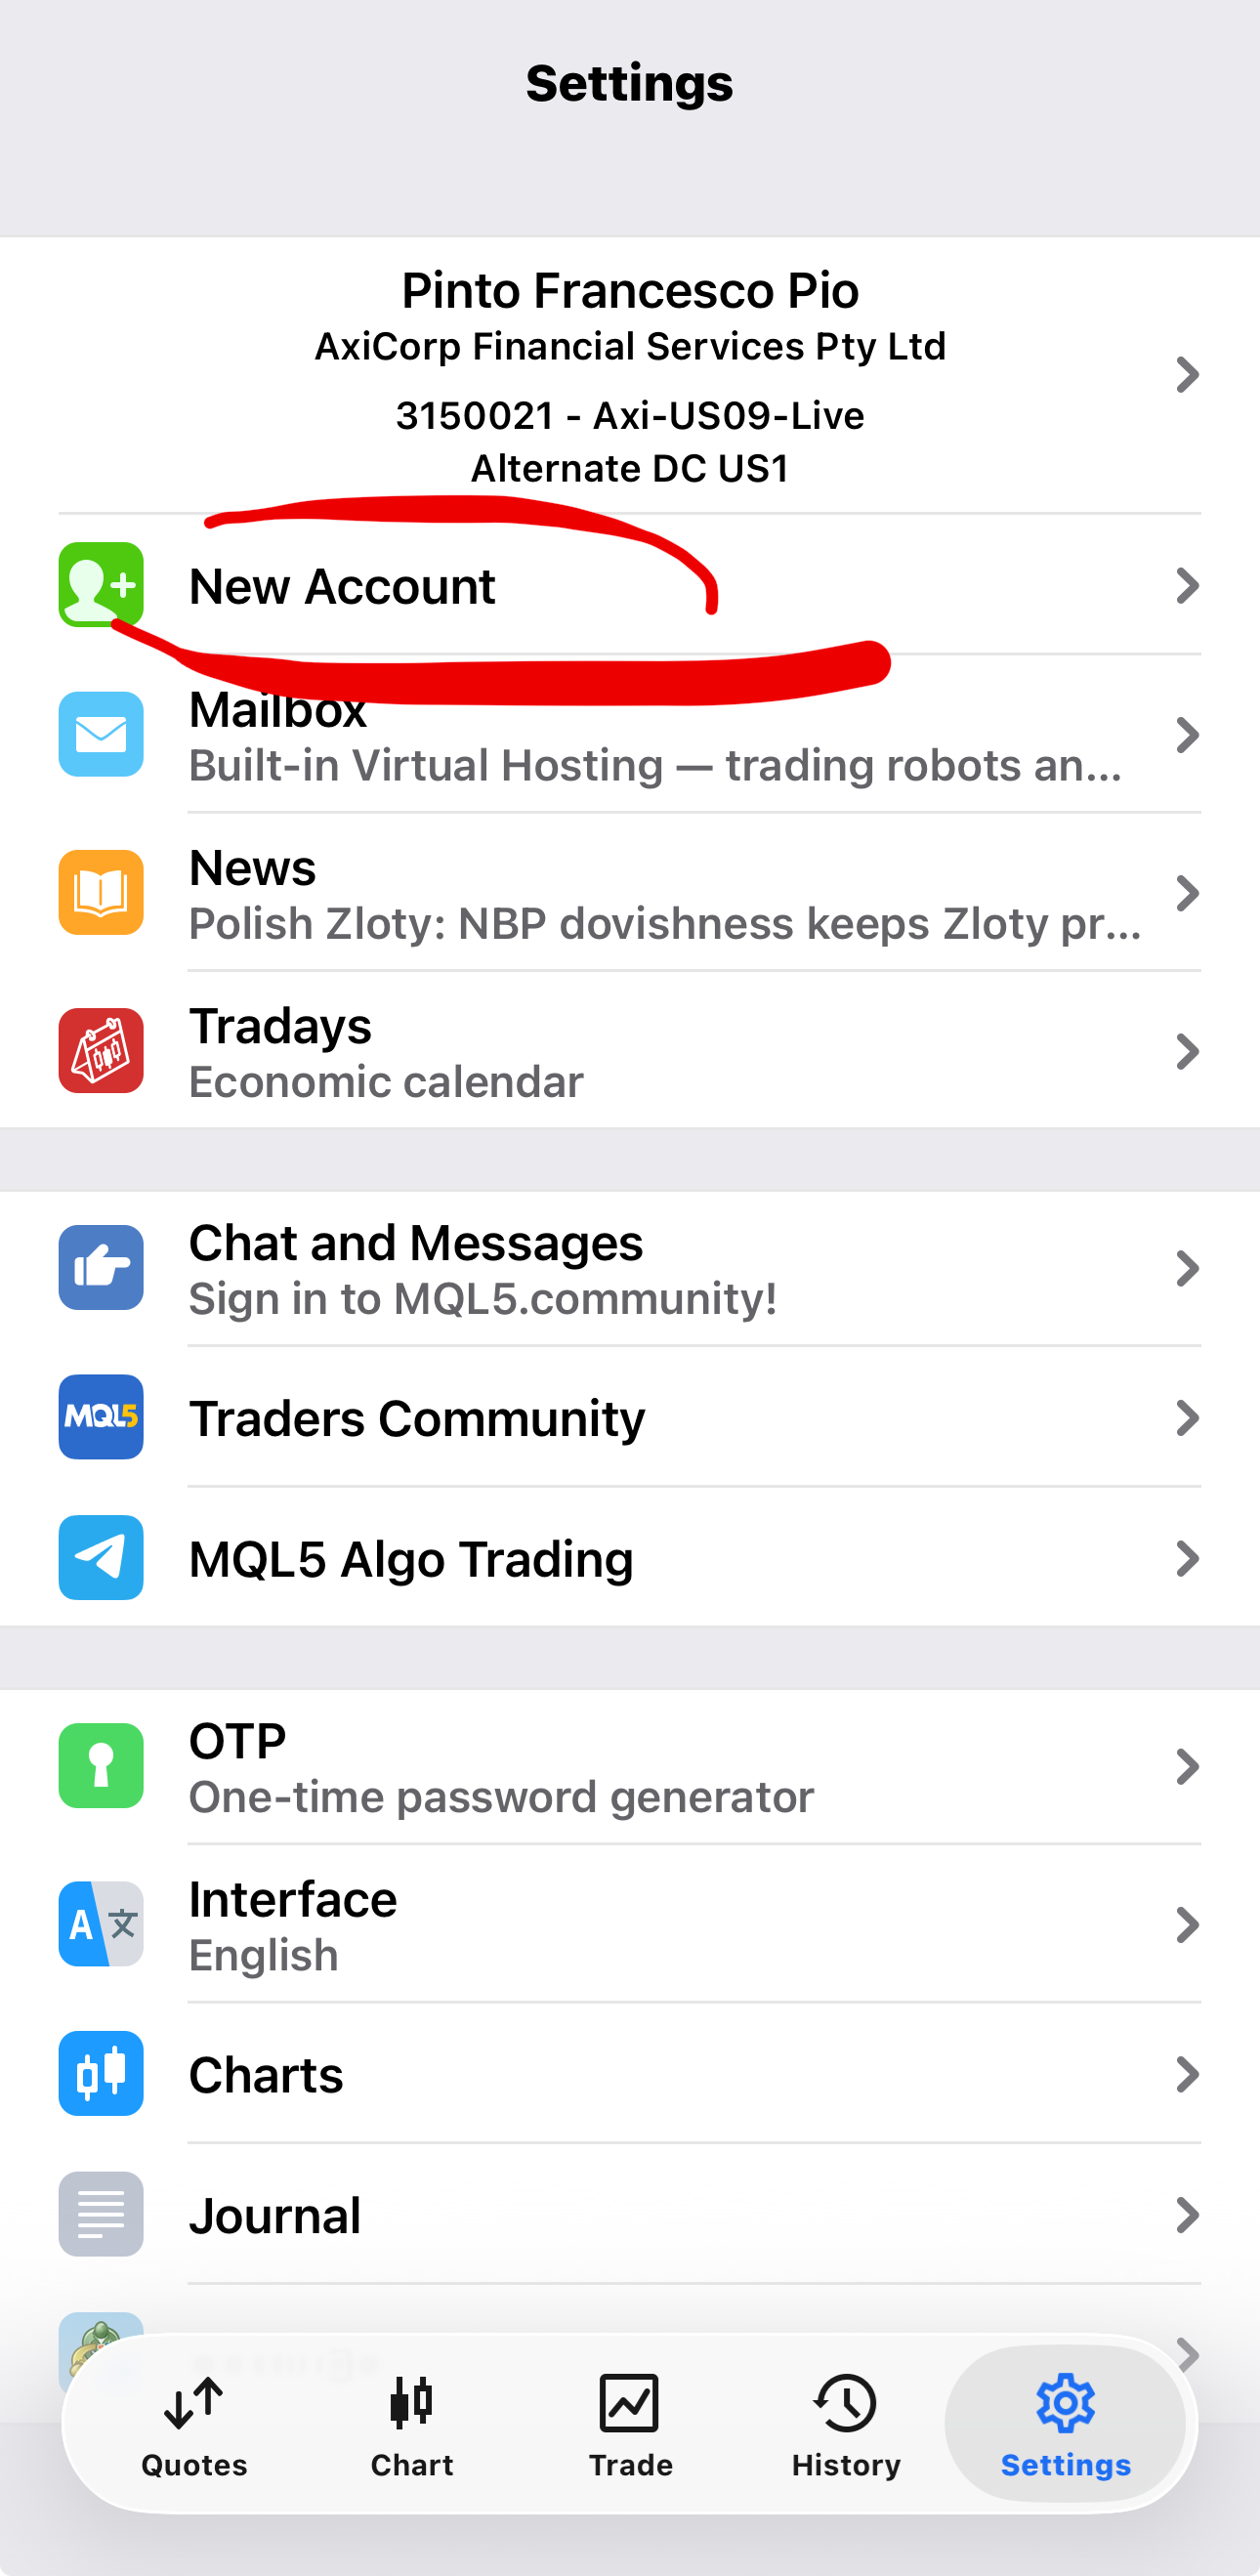 Settings
Pinto Francesco Pio
AxiCorp Financial Services Pty Ltd
3150021 - Axi-US09-Live
Alternate DC US1
New Account
Mailbox
Built-in Virtual Hosting — trading robots an...
News
Polish Zloty: NBP dovishness keeps Zloty pr...
Tradays
Economic calendar
Chat and Messages
Sign in to MQL5.community!
MQL5
Traders Community
MQL5 Algo Trading
OTP
One-time password generator
A 文
Interface
English
Charts
Journal
Quotes
Chart
Trade
History
Settings